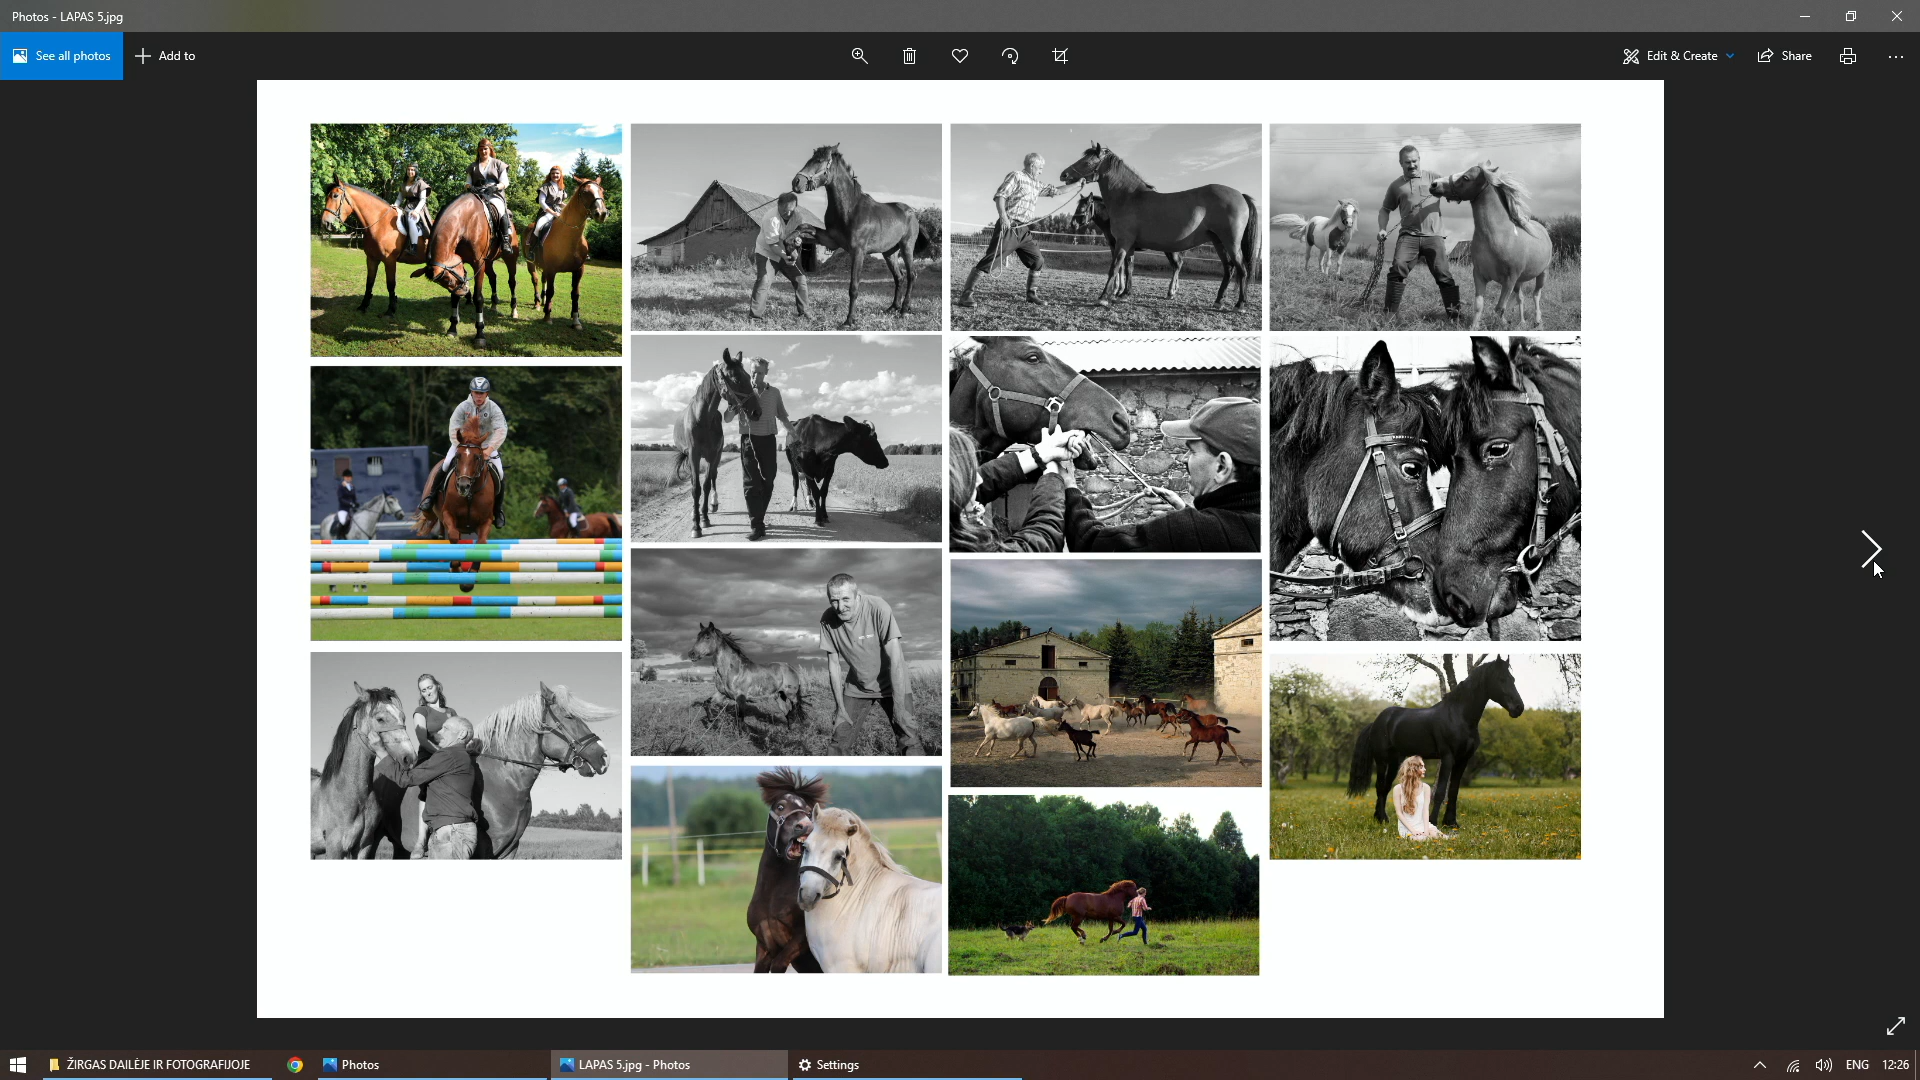 Photos - LAPAS 5.jpg
See all photos
Add to
Edit & Create
Share
ŽIRGAS DAILĖJE IR FOTOGRAFIJOJE
Photos
LAPAS 5.jpg - Photos
Settings
ENG
12:26